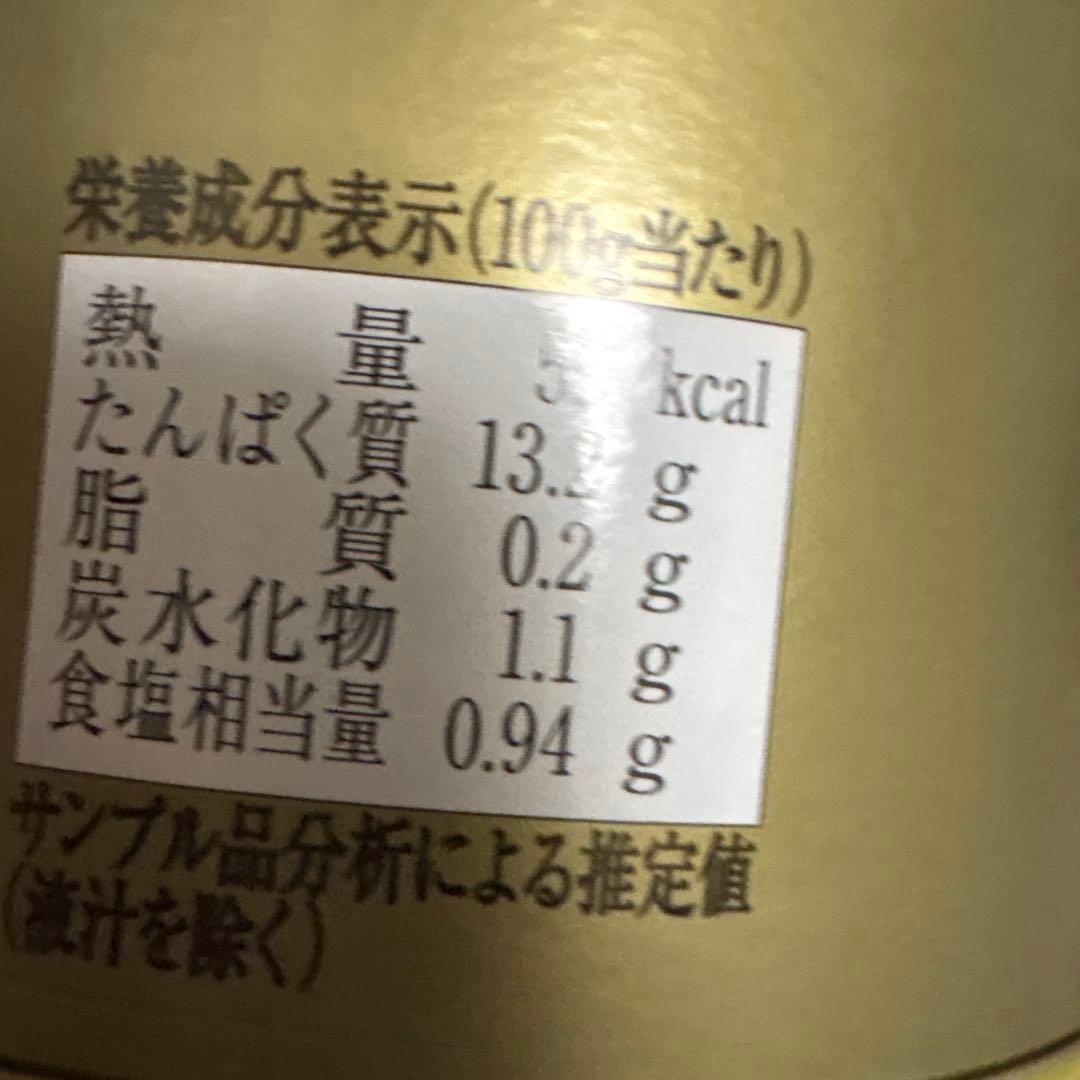 栄養成分表示(100g当たり)
熱量 kcal
たんぱく質 g
脂質 0.2 g
炭水化物 1.1 g
食塩相当量 0.94 g
サンプル品分析による推定値
(液汁を除く)